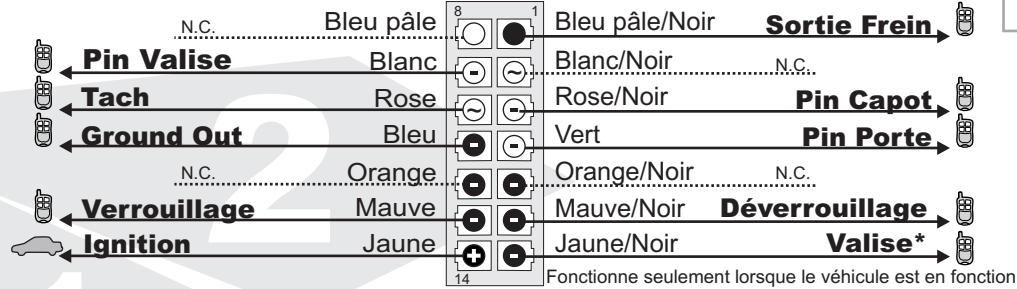 8 1
N.C. Bleu pâle Bleu pâle/Noir Sortie Frein
Pin Valise Blanc Blanc/Noir N.C.
Tach Rose Rose/Noir Pin Capot
Ground Out Bleu Vert Pin Porte
N.C. Orange Orange/Noir N.C.
Verrouillage Mauve Mauve/Noir Déverrouillage
Ignition Jaune Jaune/Noir Valise*
14 Fonctionne seulement lorsque le véhicule est en fonction
2